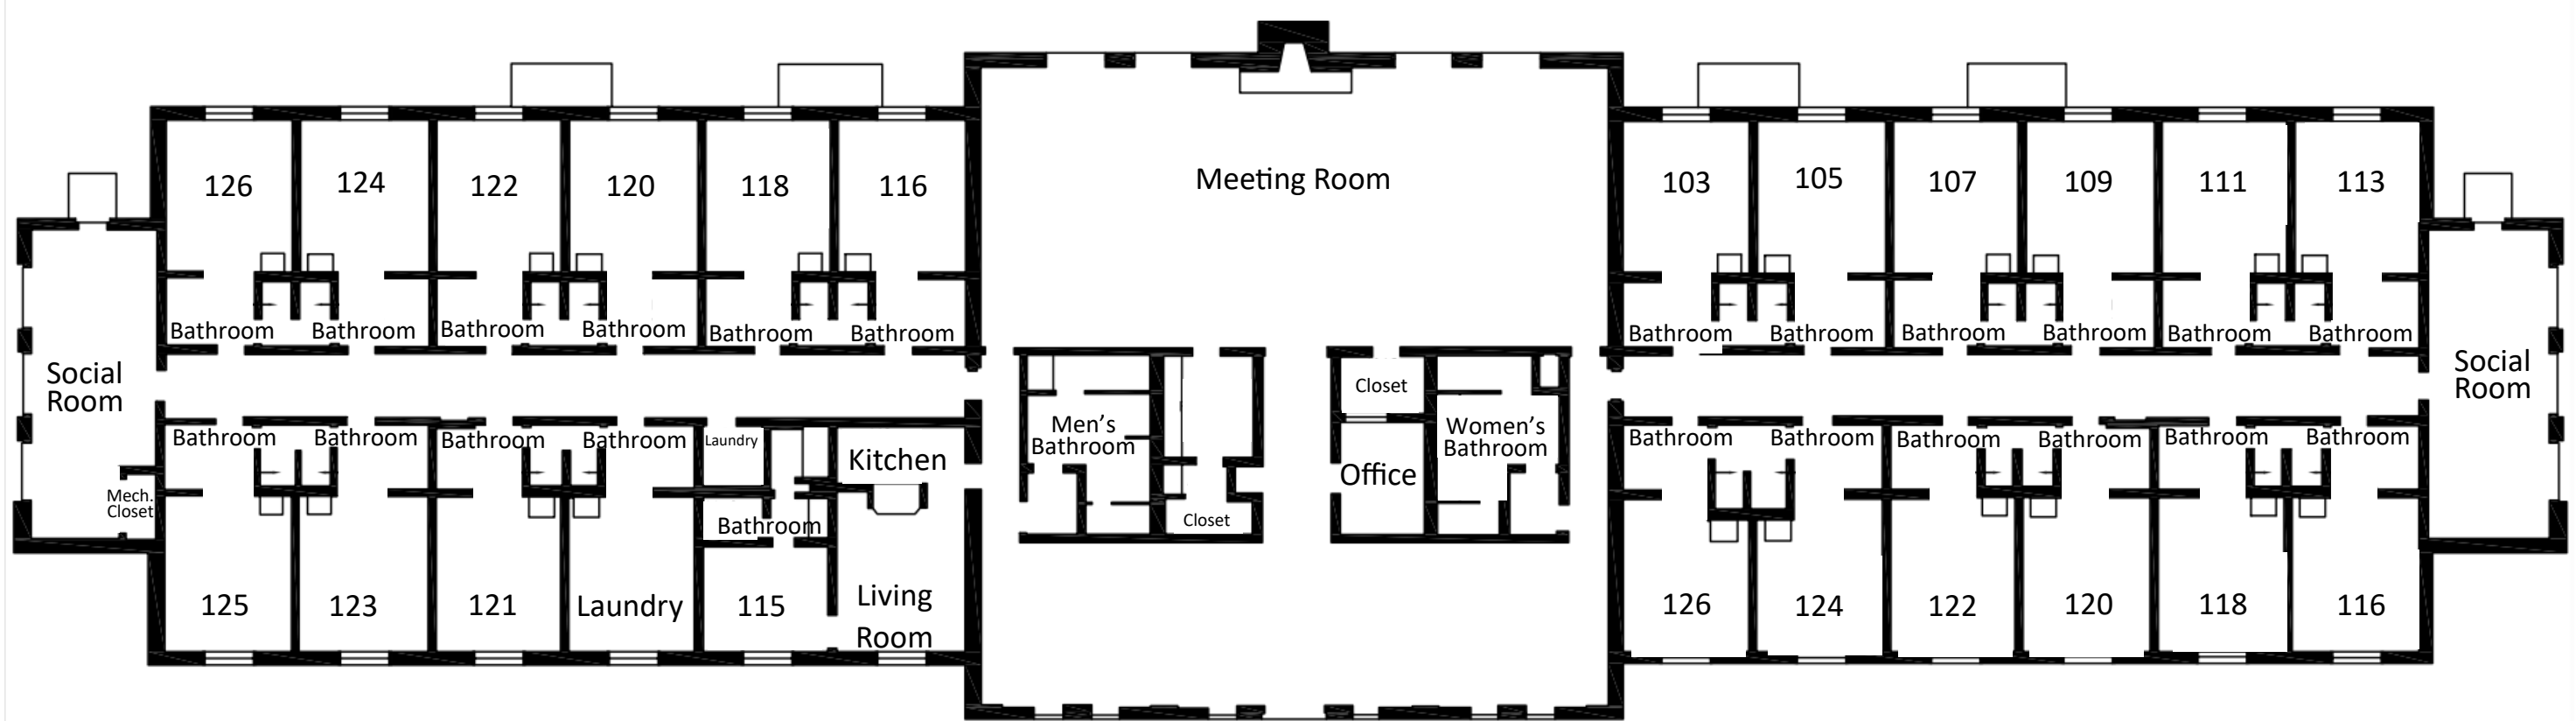 Meeting Room
126
124
122
120
118
116
103
105
107
109
111
113
Bathroom
Bathroom
Bathroom
Bathroom
Bathroom
Bathroom
Bathroom
Bathroom
Bathroom
Bathroom
Bathroom
Bathroom
Social
Room
Closet
Social
Room
Men's
Bathroom
Women's
Bathroom
Bathroom
Bathroom
Bathroom
Bathroom
Laundry
Kitchen
Office
Bathroom
Bathroom
Bathroom
Bathroom
Bathroom
Bathroom
Mech.
Closet
Bathroom
Closet
125
123
121
Laundry
115
Living
Room
126
124
122
120
118
116